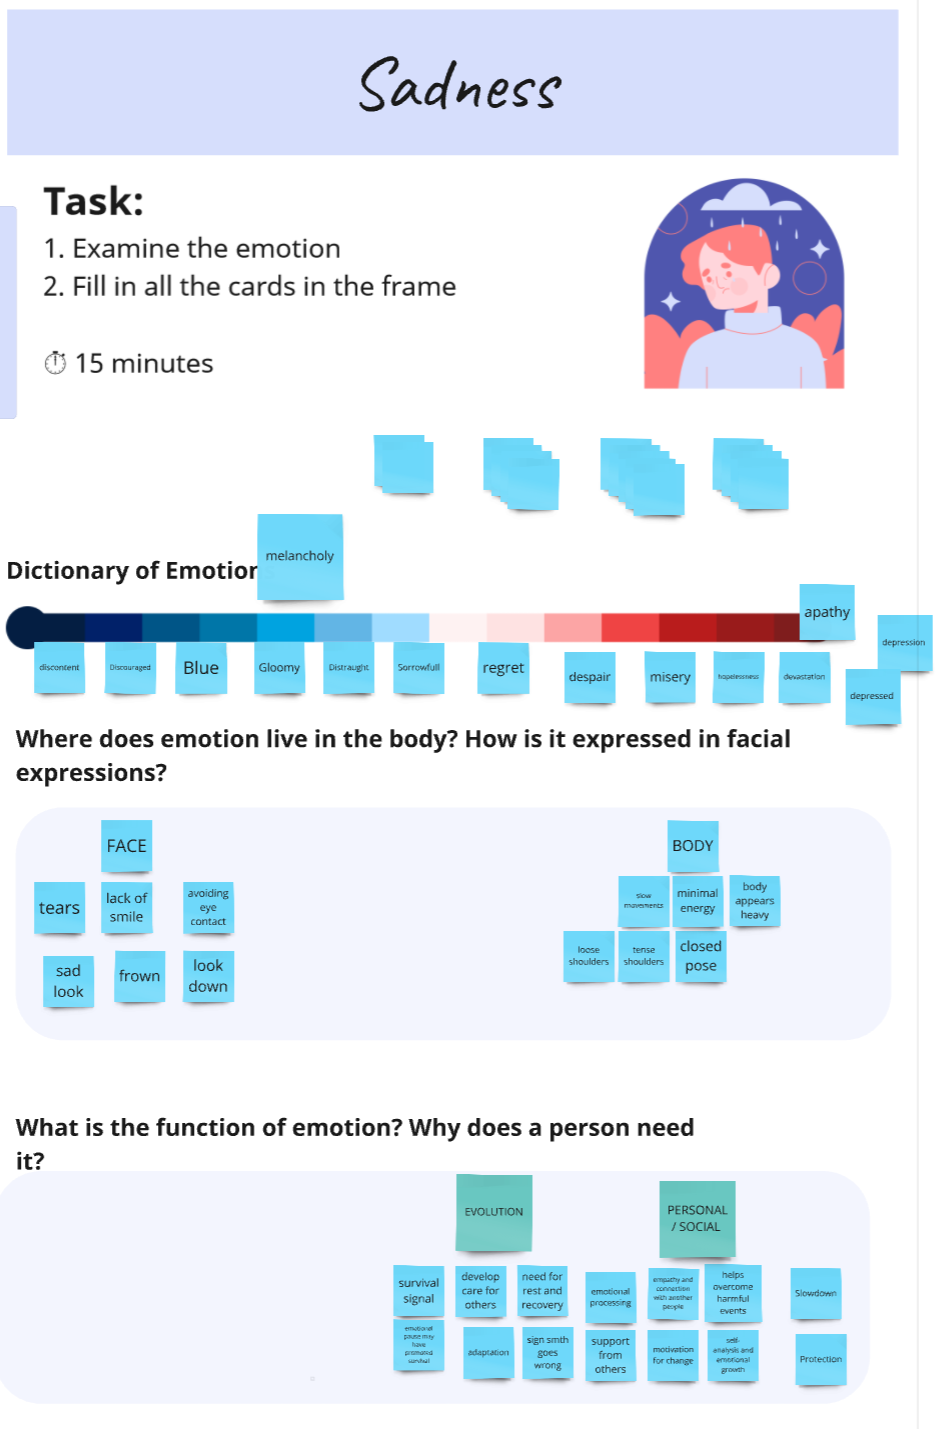 Sadness
Task:
1. Examine the emotion
2. Fill in all the cards in the frame
⏱ 15 minutes
melancholy
Dictionary of Emotion
apathy
depression
discontent
Discouraged
Blue
Gloomy
Distraught
Sorrowfull
regret
despair
misery
hopelessness
devastation
depressed
Where does emotion live in the body? How is it expressed in facial
expressions?
FACE
tears
lack of
smile
avoiding
eye
contact
sad
look
frown
look
down
BODY
slow
movements
minimal
energy
body
appears
heavy
loose
shoulders
tense
shoulders
closed
pose
What is the function of emotion? Why does a person need
it?
EVOLUTION
survival
signal
develop
care for
others
need for
rest and
recovery
emotional
pause may
have
promoted
survival
adaptation
sign smth
goes
wrong
PERSONAL
/ SOCIAL
emotional
processing
empathy and
connection
with another
people
helps
overcome
harmful
events
Slowdown
support
from
others
motivation
for change
self-
analysis and
emotional
growth
Protection